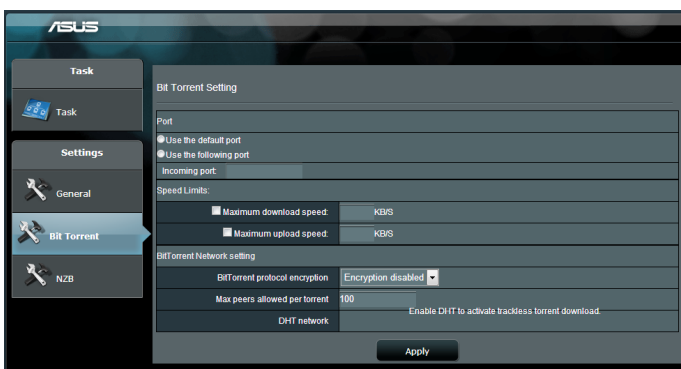 ASUS
Task
Task
Settings
General
Bit Torrent
NZB
Bit Torrent Setting
Port
Use the default port
Use the following port
Incoming port:
Speed Limits:
Maximum download speed: KB/S
Maximum upload speed: KB/S
BitTorrent Network setting
BitTorrent protocol encryption Encryption disabled
Max peers allowed per torrent 100
DHT network Enable DHT to activate trackless torrent download.
Apply